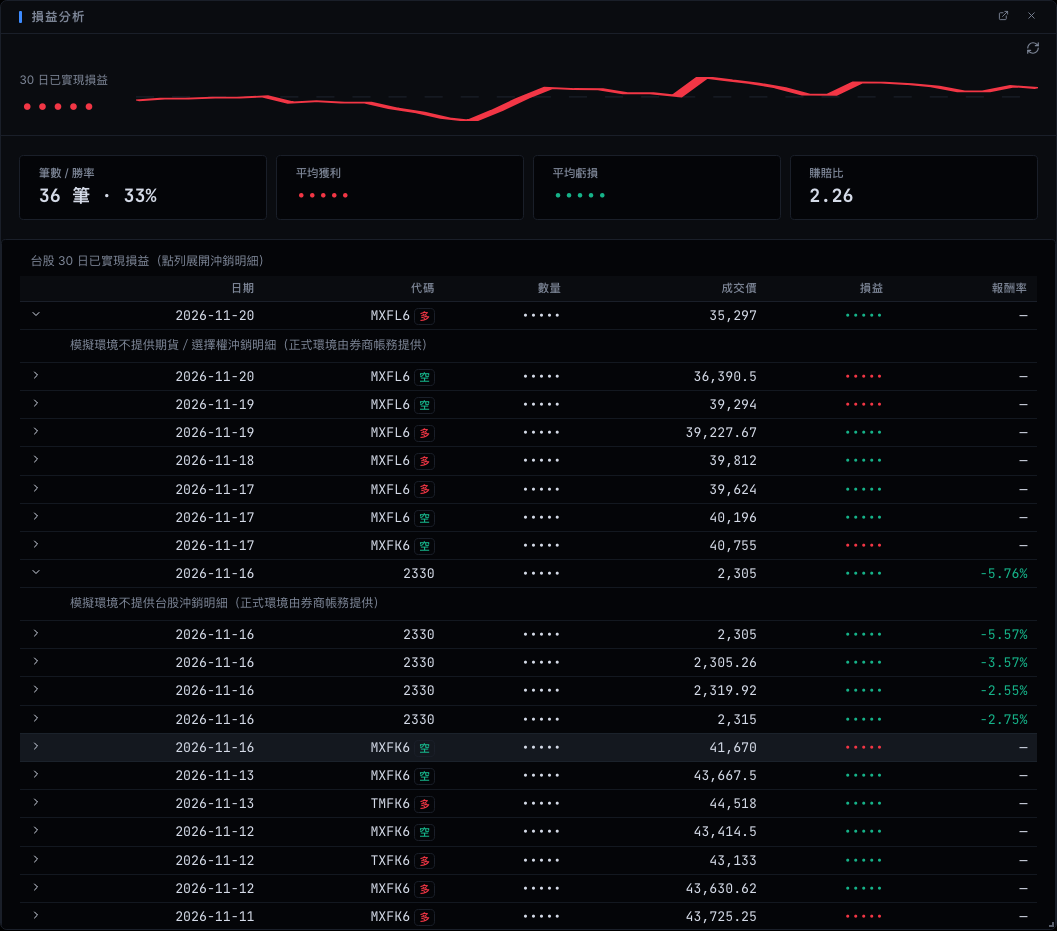 損益分析
30 日已實現損益
•••••
筆數 / 勝率
36 筆 · 33%
平均獲利
•••••
平均虧損
•••••
賺賠比
2.26
台股 30 日已實現損益（點列展開沖銷明細）
日期 代碼 數量 成交價 損益 報酬率
2026-11-20 MXFL6 多 ••••• 35,297 ••••• —
模擬環境不提供期貨 / 選擇權沖銷明細（正式環境由券商帳務提供）
2026-11-20 MXFL6 空 ••••• 36,390.5 ••••• —
2026-11-19 MXFL6 空 ••••• 39,294 ••••• —
2026-11-19 MXFL6 多 ••••• 39,227.67 ••••• —
2026-11-18 MXFL6 多 ••••• 39,812 ••••• —
2026-11-17 MXFL6 多 ••••• 39,624 ••••• —
2026-11-17 MXFL6 空 ••••• 40,196 ••••• —
2026-11-17 MXFK6 空 ••••• 40,755 ••••• —
2026-11-16 2330 ••••• 2,305 ••••• -5.76%
模擬環境不提供台股沖銷明細（正式環境由券商帳務提供）
2026-11-16 2330 ••••• 2,305 ••••• -5.57%
2026-11-16 2330 ••••• 2,305.26 ••••• -3.57%
2026-11-16 2330 ••••• 2,319.92 ••••• -2.55%
2026-11-16 2330 ••••• 2,315 ••••• -2.75%
2026-11-16 MXFK6 空 ••••• 41,670 ••••• —
2026-11-13 MXFK6 空 ••••• 43,667.5 ••••• —
2026-11-13 TMFK6 多 ••••• 44,518 ••••• —
2026-11-12 MXFK6 空 ••••• 43,414.5 ••••• —
2026-11-12 TXFK6 多 ••••• 43,133 ••••• —
2026-11-12 MXFK6 多 ••••• 43,630.62 ••••• —
2026-11-11 MXFK6 多 ••••• 43,725.25 ••••• —